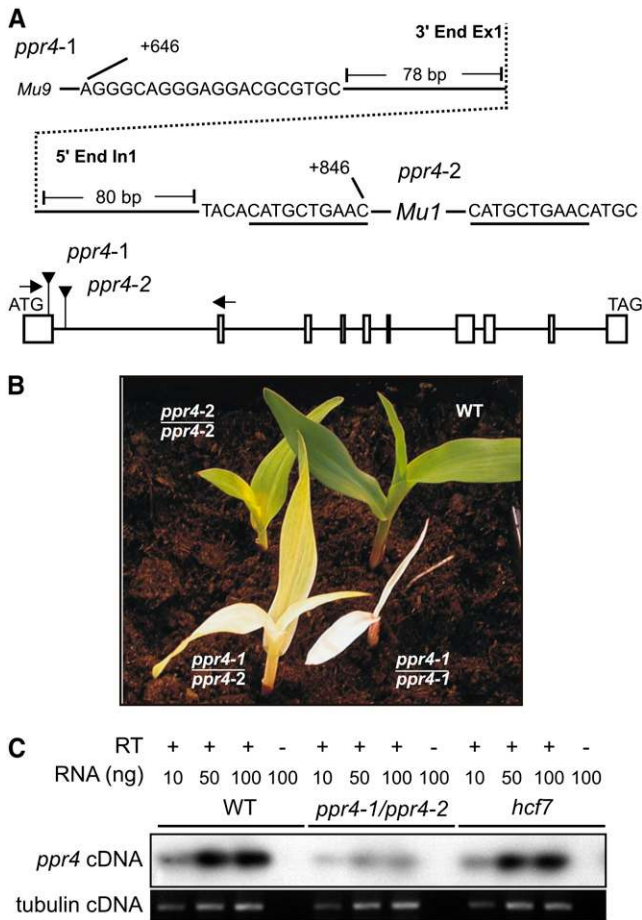 A
ppr4-1
+646
3' End Ex1
Mu9
AGGGCAGGGAGGACGCGTGC
78 bp
5' End In1
+846
ppr4-2
80 bp
TACACATGCTGAAC
Mu1
CATGCTGAACATGC
ppr4-1
ppr4-2
ATG
TAG
B
ppr4-2
ppr4-2
WT
ppr4-1
ppr4-2
ppr4-1
ppr4-1
C
RT + + + - + + + - + + + -
RNA (ng) 10 50 100 100 10 50 100 100 10 50 100 100
WT ppr4-1/ppr4-2 hcf7
ppr4 cDNA
tubulin cDNA